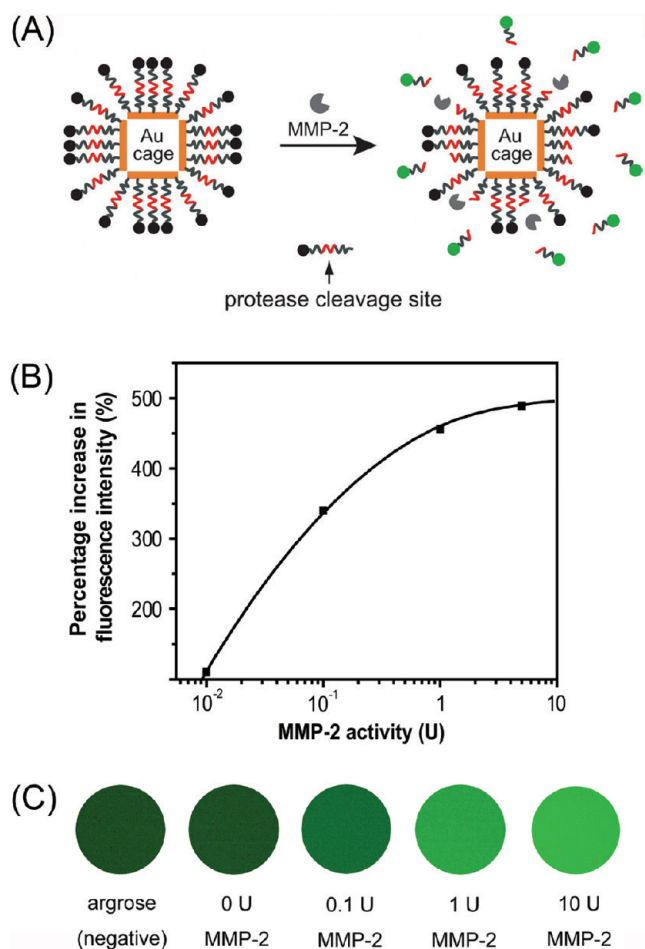 (A)
Au
cage
MMP-2
Au
cage
protease cleavage site
(B)
Percentage increase in
fluorescence intensity (%)
500
400
300
200
10-2
10-1
1
10
MMP-2 activity (U)
(C)
argrose
(negative)
0 U
MMP-2
0.1 U
MMP-2
1 U
MMP-2
10 U
MMP-2